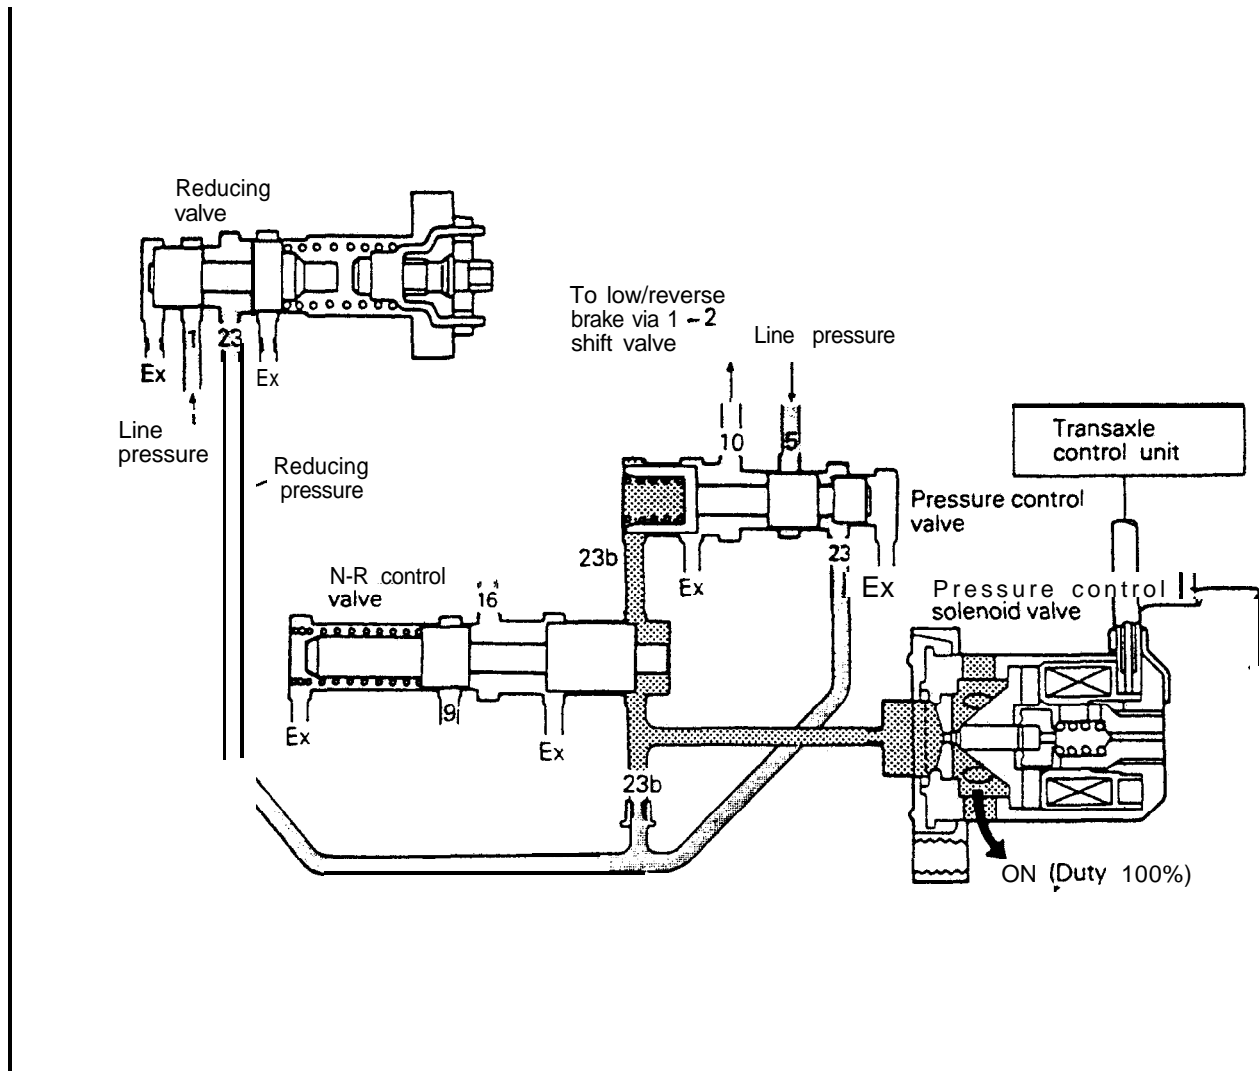 Reducing
valve
Ex
1
23
Ex
Line
pressure
Reducing
pressure
To low/reverse
brake via 1-2
shift valve
Line pressure
10
5
Transaxle
control unit
Pressure control
valve
23b
Ex
23
Ex
Pressure control
solenoid valve
N-R control
valve
16
Ex
9
Ex
23b
ON (Duty 100%)